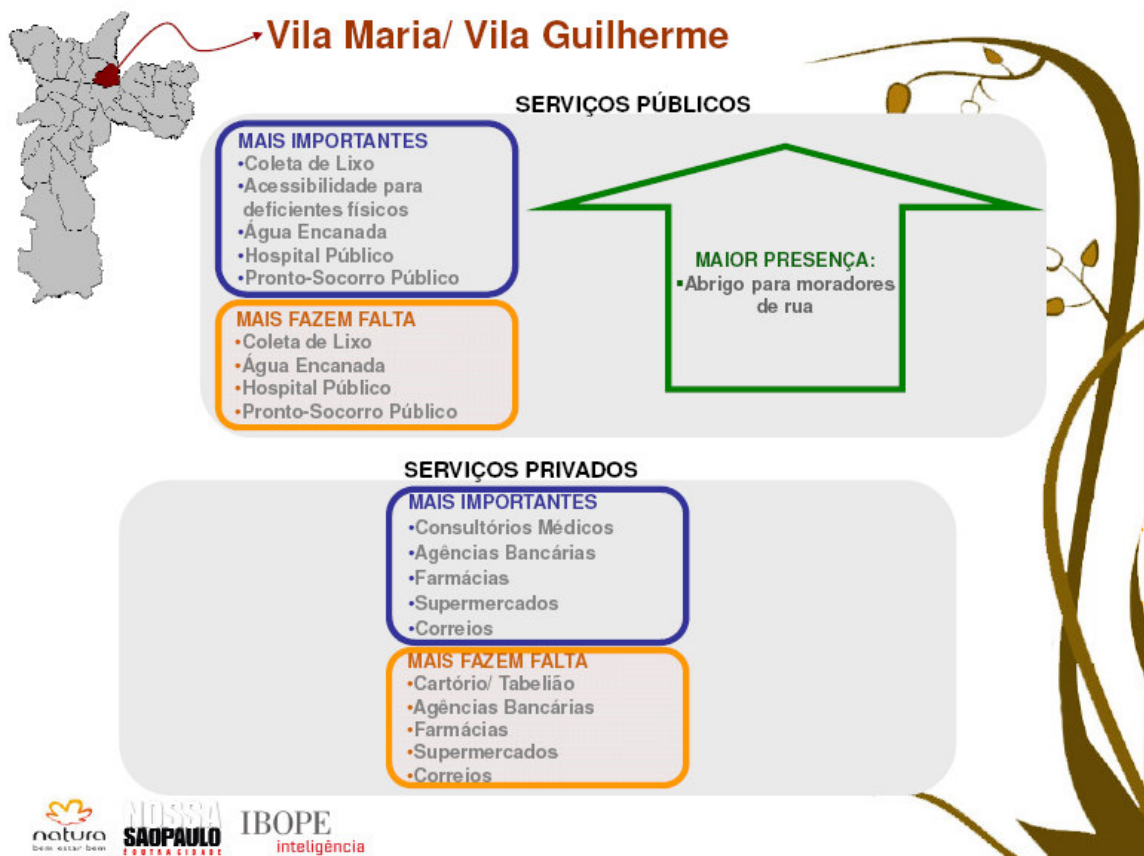 Vila Maria/ Vila Guilherme
SERVIÇOS PÚBLICOS
MAIS IMPORTANTES
•Coleta de Lixo
•Acessibilidade para
deficientes físicos
•Água Encanada
•Hospital Público
•Pronto-Socorro Público
MAIS FAZEM FALTA
•Coleta de Lixo
•Água Encanada
•Hospital Público
•Pronto-Socorro Público
MAIOR PRESENÇA:
▪Abrigo para moradores
de rua
SERVIÇOS PRIVADOS
MAIS IMPORTANTES
•Consultórios Médicos
•Agências Bancárias
•Farmácias
•Supermercados
•Correios
MAIS FAZEM FALTA
•Cartório/ Tabelião
•Agências Bancárias
•Farmácias
•Supermercados
•Correios
natura
bem estar bem
NOSSA
SAOPAULO
É OUTRA CIDADE
IBOPE
inteligência